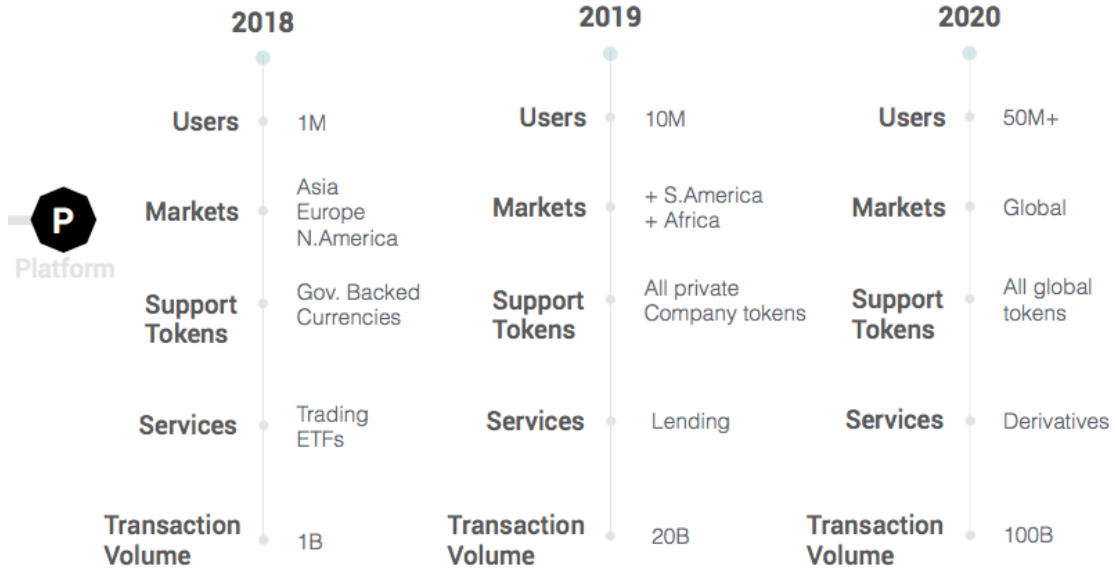 2018
2019
2020
Users
1M
Users
10M
Users
50M+
P
Platform
Markets
Asia
Europe
N.America
Markets
+ S.America
+ Africa
Markets
Global
Support
Tokens
Gov. Backed
Currencies
Support
Tokens
All private
Company tokens
Support
Tokens
All global
tokens
Services
Trading
ETFs
Services
Lending
Services
Derivatives
Transaction
Volume
1B
Transaction
Volume
20B
Transaction
Volume
100B